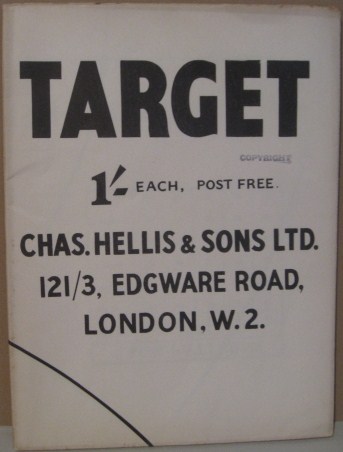 TARGET
COPYRIGHT
1/- EACH, POST FREE.
CHAS. HELLIS & SONS LTD.
121/3, EDGWARE ROAD,
LONDON, W.2.